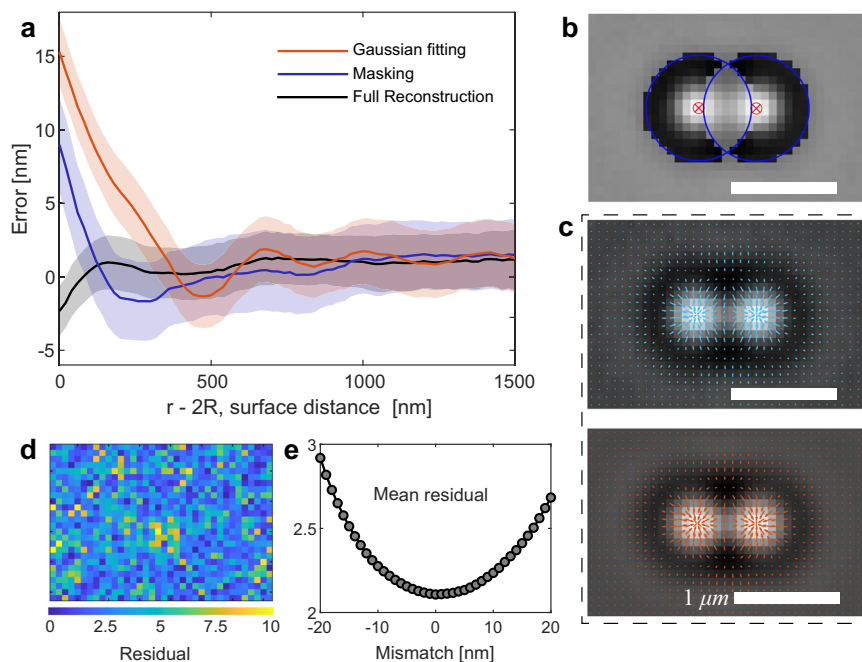 a
15
10
5
0
-5
Error [nm]
Gaussian fitting
Masking
Full Reconstruction
0
500
1000
1500
r - 2R, surface distance [nm]
b
c
1 μm
d
0
2.5
5
7.5
10
Residual
e
3
2.5
2
Mean residual
-20
-10
0
10
20
Mismatch [nm]